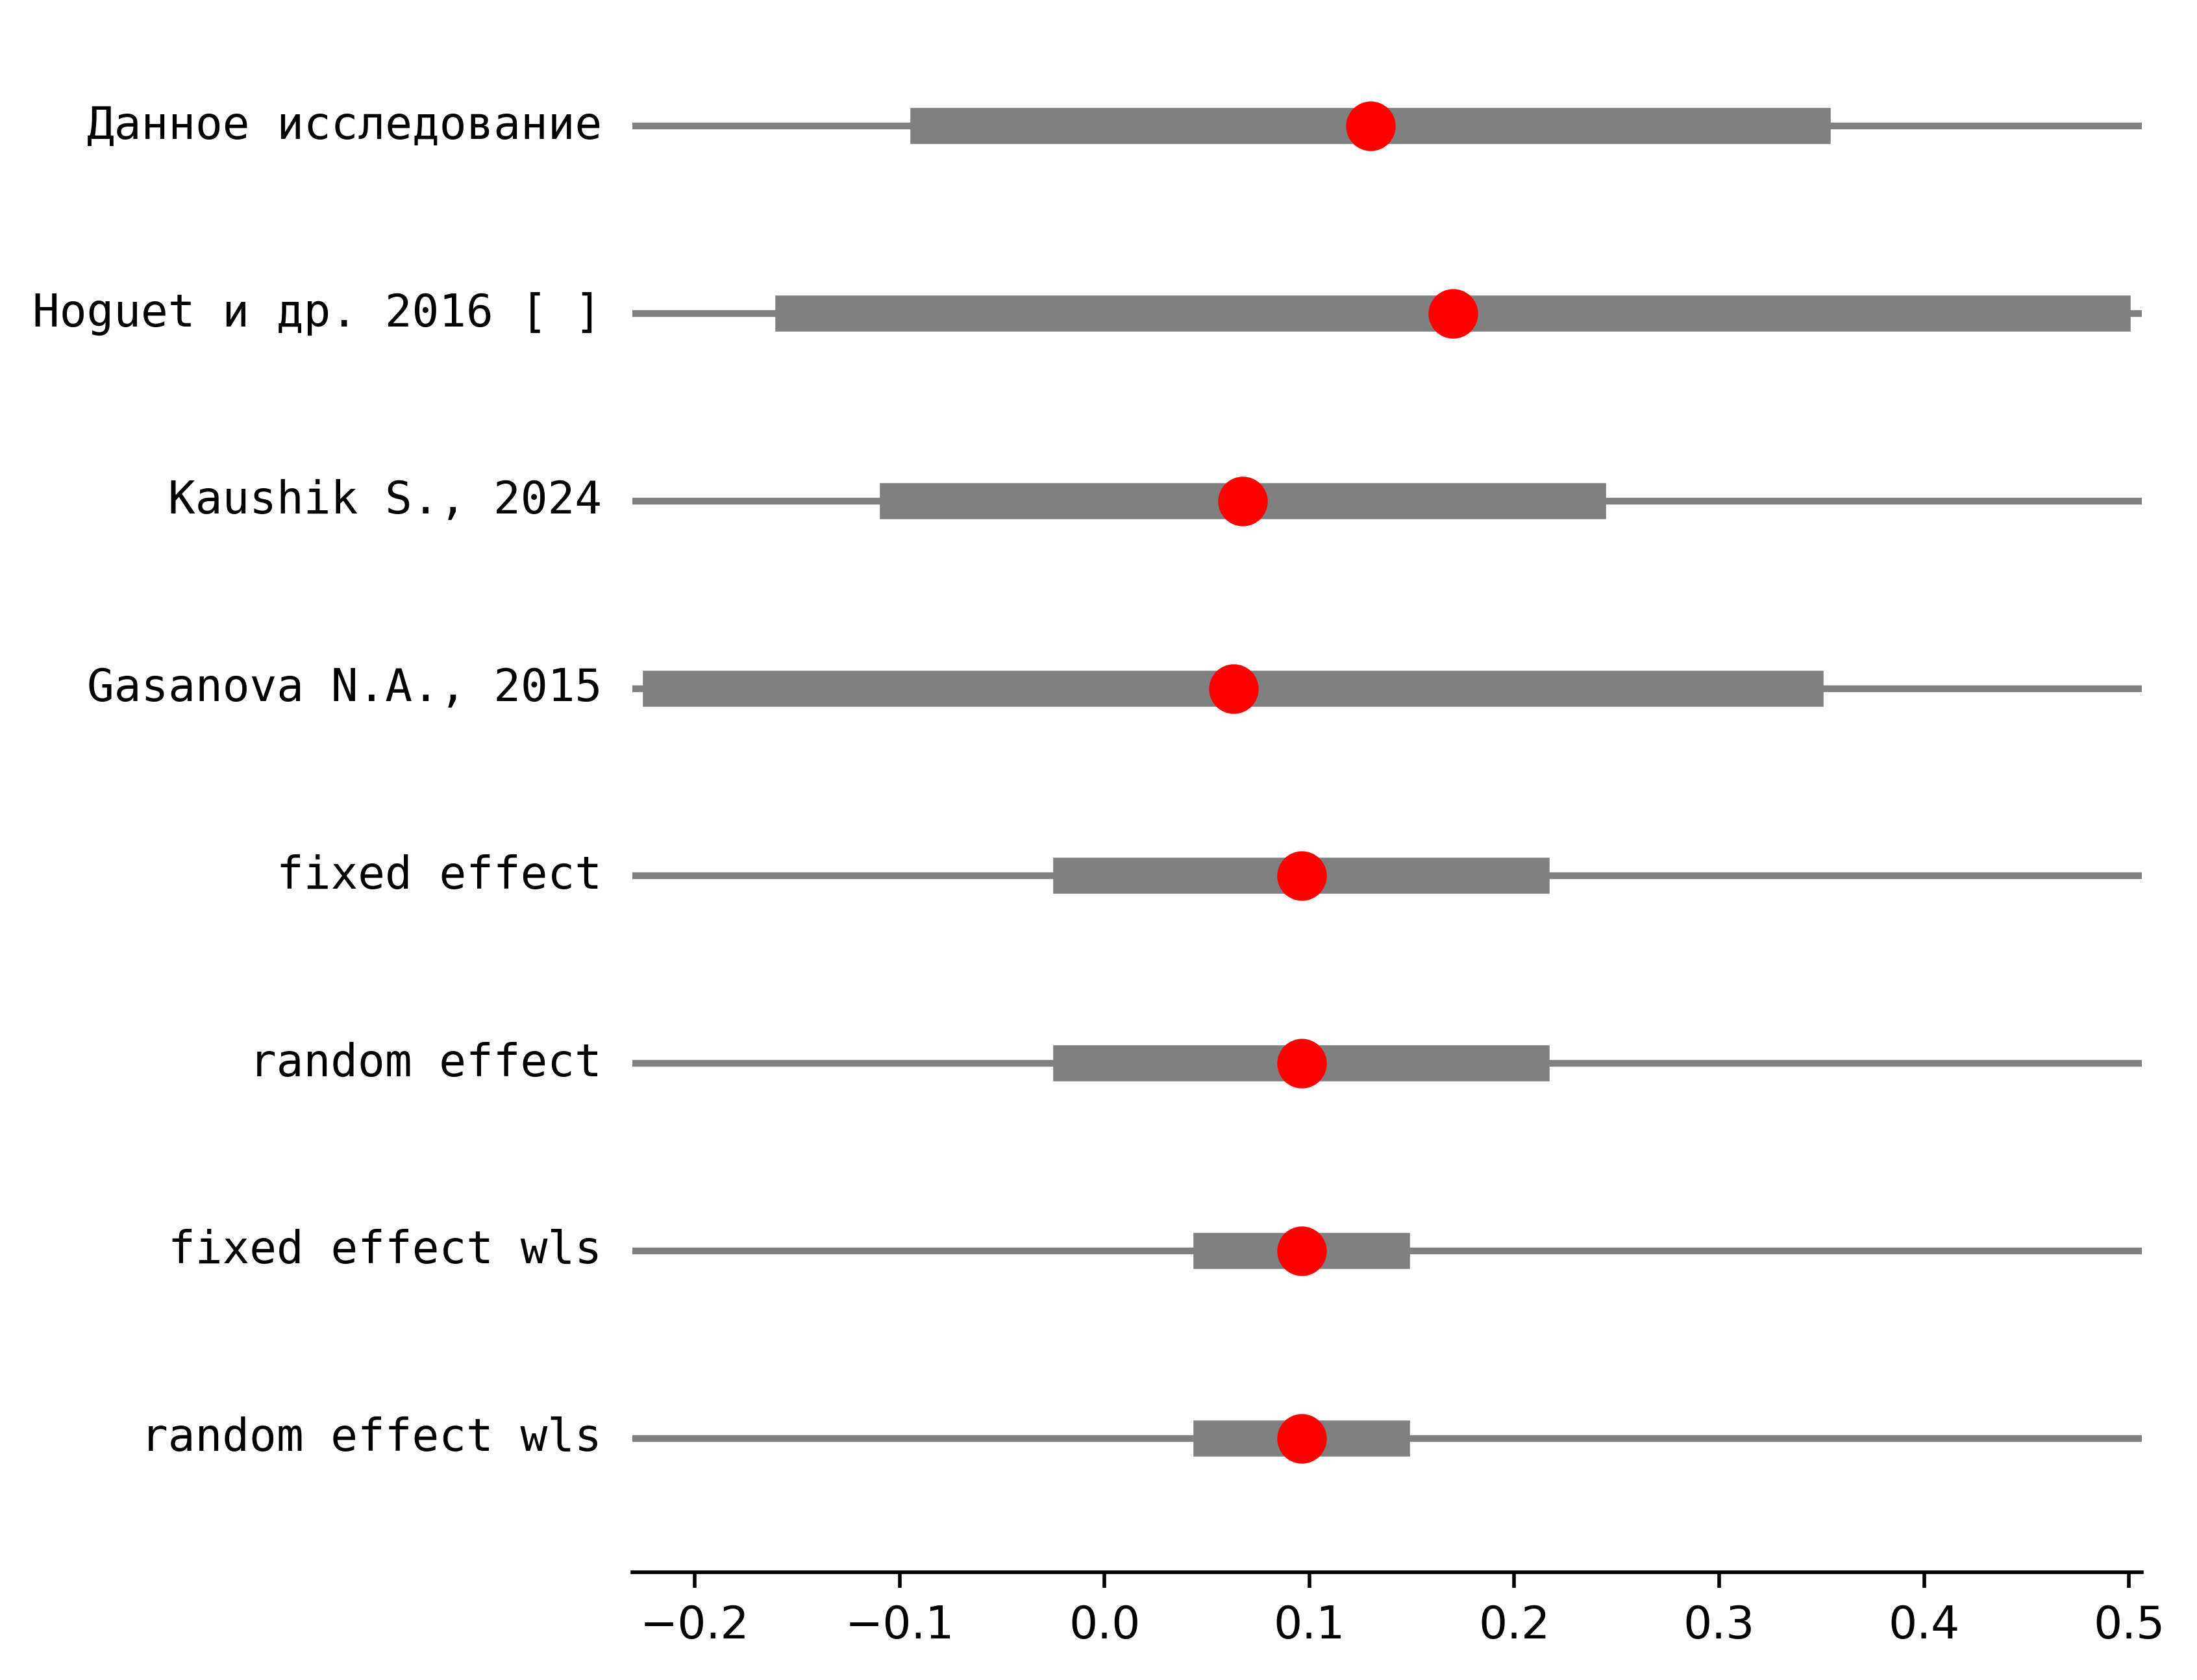 Данное исследование
Hoguet и др. 2016 [ ]
Kaushik S., 2024
Gasanova N.A., 2015
fixed effect
random effect
fixed effect wls
random effect wls
−0.2 −0.1 0.0 0.1 0.2 0.3 0.4 0.5